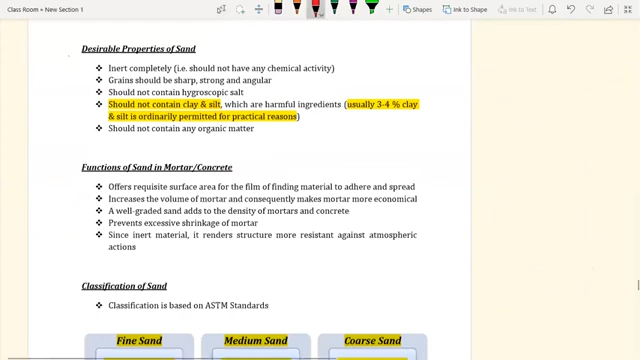 Class Room + New Section 1
Shapes
Ink to Shape
Ink to Text
Desirable Properties of Sand
❖ Inert completely (i.e. should not have any chemical activity)
❖ Grains should be sharp, strong and angular
❖ Should not contain hygroscopic salt
❖ Should not contain clay & silt, which are harmful ingredients (usually 3-4 % clay
& silt is ordinarily permitted for practical reasons)
❖ Should not contain any organic matter
Functions of Sand in Mortar/Concrete
❖ Offers requisite surface area for the film of finding material to adhere and spread
❖ Increases the volume of mortar and consequently makes mortar more economical
❖ A well-graded sand adds to the density of mortars and concrete
❖ Prevents excessive shrinkage of mortar
❖ Since inert material, it renders structure more resistant against atmospheric
actions
Classification of Sand
❖ Classification is based on ASTM Standards
Fine Sand Medium Sand Coarse Sand